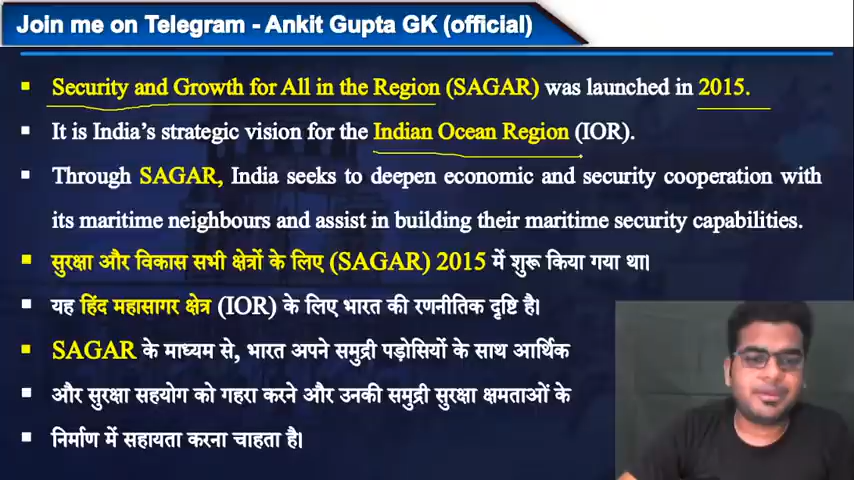 Join me on Telegram - Ankit Gupta GK (official)
Security and Growth for All in the Region (SAGAR) was launched in 2015.
It is India's strategic vision for the Indian Ocean Region (IOR).
Through SAGAR, India seeks to deepen economic and security cooperation with
its maritime neighbours and assist in building their maritime security capabilities.
सुरक्षा और विकास सभी क्षेत्रों के लिए (SAGAR) 2015 में शुरू किया गया था।
यह हिंद महासागर क्षेत्र (IOR) के लिए भारत की रणनीतिक दृष्टि है।
SAGAR के माध्यम से, भारत अपने समुद्री पड़ोसियों के साथ आर्थिक
और सुरक्षा सहयोग को गहरा करने और उनकी समुद्री सुरक्षा क्षमताओं के
निर्माण में सहायता करना चाहता है।